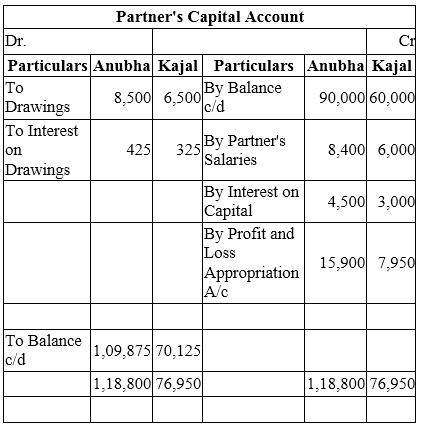 Partner's Capital Account
Dr. Cr
Particulars Anubha Kajal Particulars Anubha Kajal
To Drawings 8,500 6,500 By Balance c/d 90,000 60,000
To Interest on Drawings 425 325 By Partner's Salaries 8,400 6,000
By Interest on Capital 4,500 3,000
By Profit and Loss Appropriation A/c 15,900 7,950
To Balance c/d 1,09,875 70,125
1,18,800 76,950 1,18,800 76,950